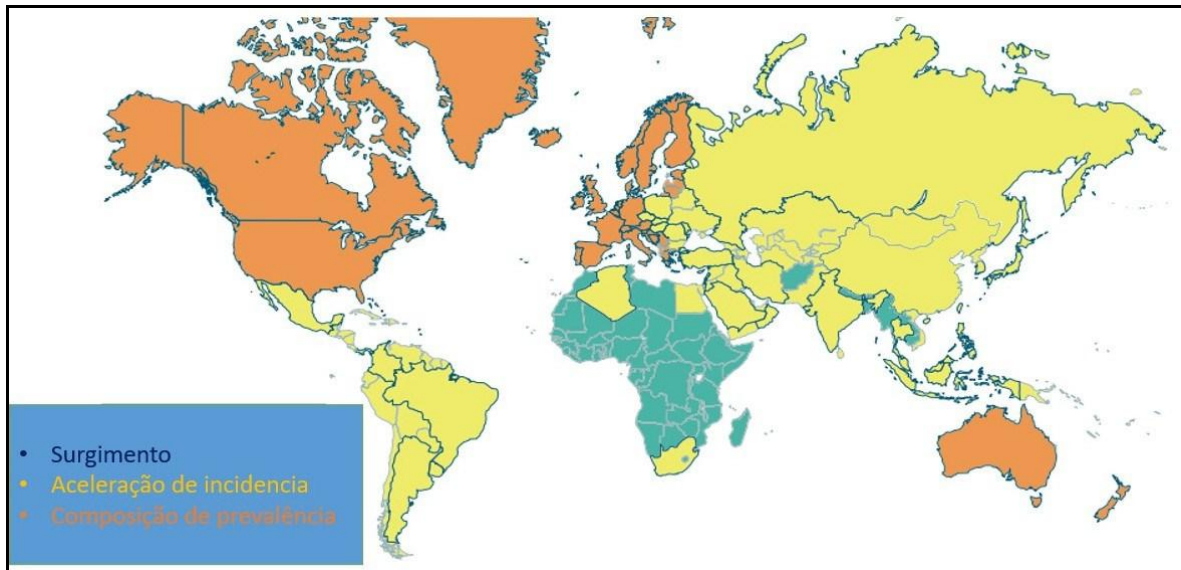 • Surgimento
• Aceleração de incidencia
• Composição de prevalência